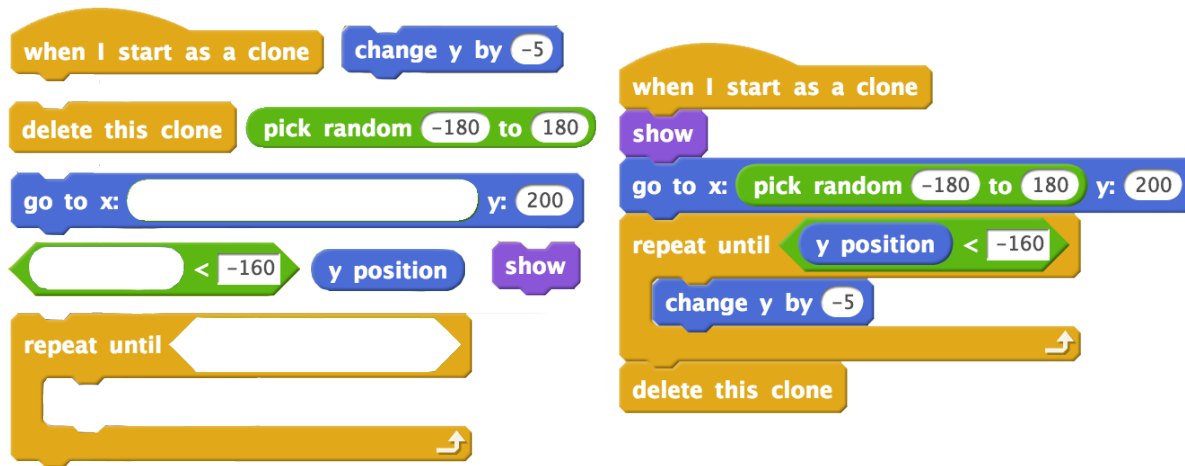 when I start as a clone
change y by -5
delete this clone
pick random -180 to 180
go to x: y: 200
< -160
y position
show
repeat until
when I start as a clone
show
go to x: pick random -180 to 180 y: 200
repeat until y position < -160
change y by -5
delete this clone